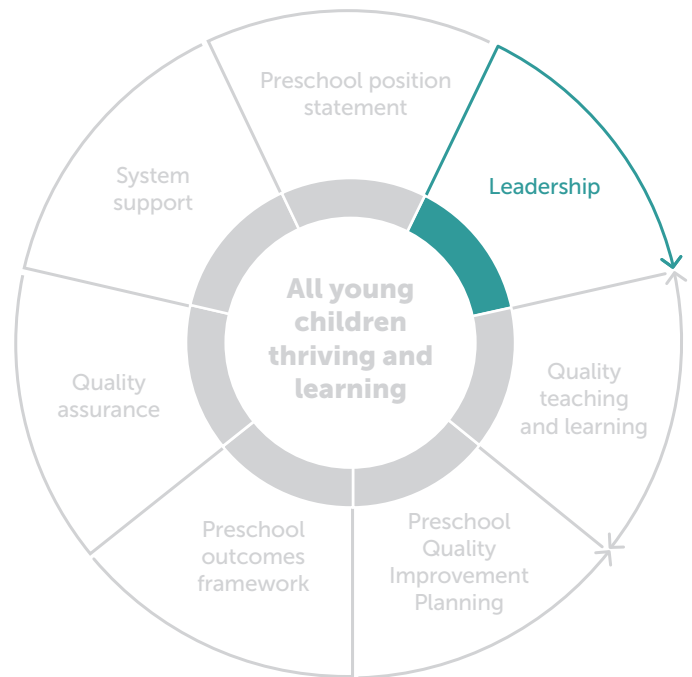 Preschool position
statement
Leadership
Quality
teaching
and learning
Preschool
Quality
Improvement
Planning
Preschool
outcomes
framework
Quality
assurance
System
support
All young
children
thriving and
learning